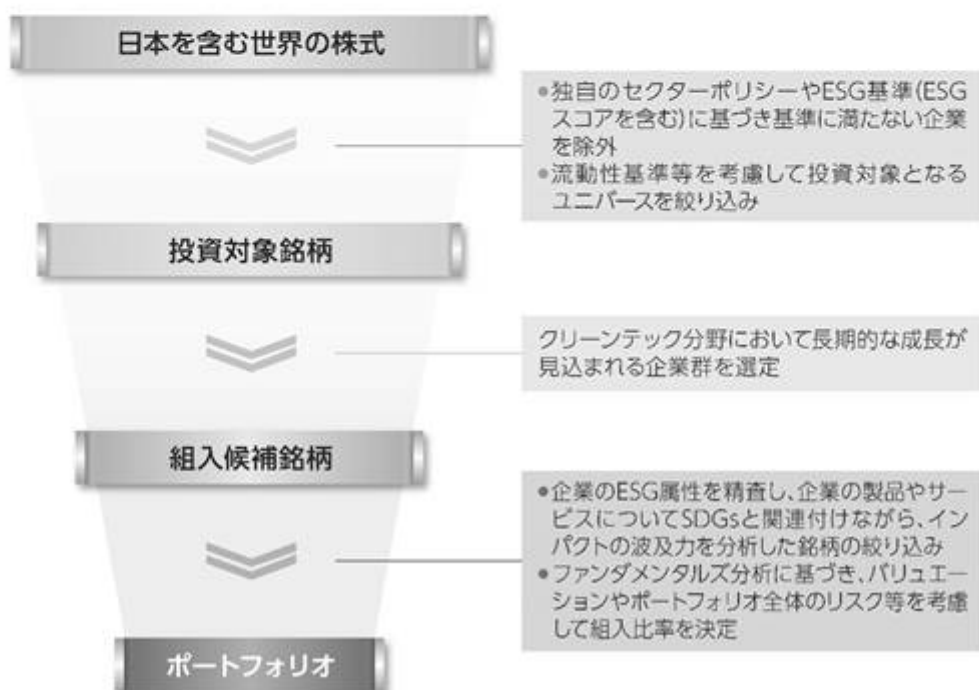 日本を含む世界の株式
●独自のセクターポリシーやESG基準(ESG
スコアを含む)に基づき基準に満たない企業
を除外
●流動性基準等を考慮して投資対象となる
ユニバースを絞り込み
投資対象銘柄
クリーンテック分野において長期的な成長が
見込まれる企業群を選定
組入候補銘柄
●企業のESG属性を精査し、企業の製品やサー
ビスについてSDGsと関連付けながら、イン
パクトの波及力を分析した銘柄の絞り込み
●ファンダメンタルズ分析に基づき、バリュエー
ションやポートフォリオ全体のリスク等を考慮
して組入比率を決定
ポートフォリオ